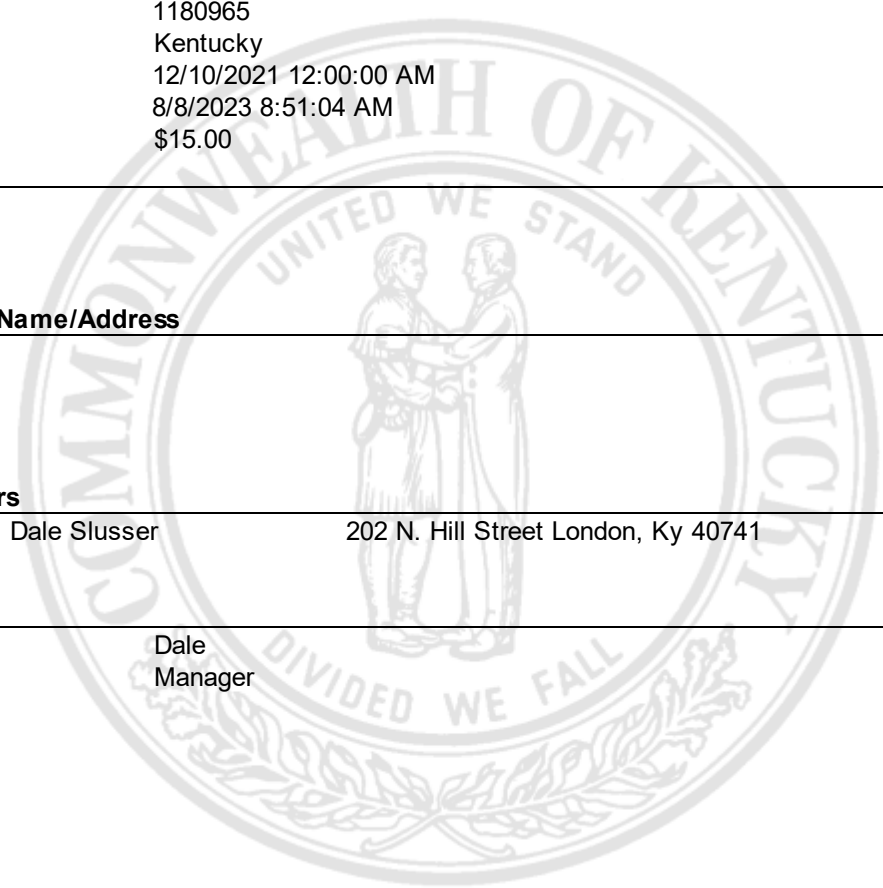 1180965
Kentucky
12/10/2021 12:00:00 AM
8/8/2023 8:51:04 AM
$15.00
COMMONWEALTH OF KENTUCKY
UNITED WE STAND
Name/Address
rs
Dale Slusser 202 N. Hill Street London, Ky 40741
Dale
Manager
DIVIDED WE FALL